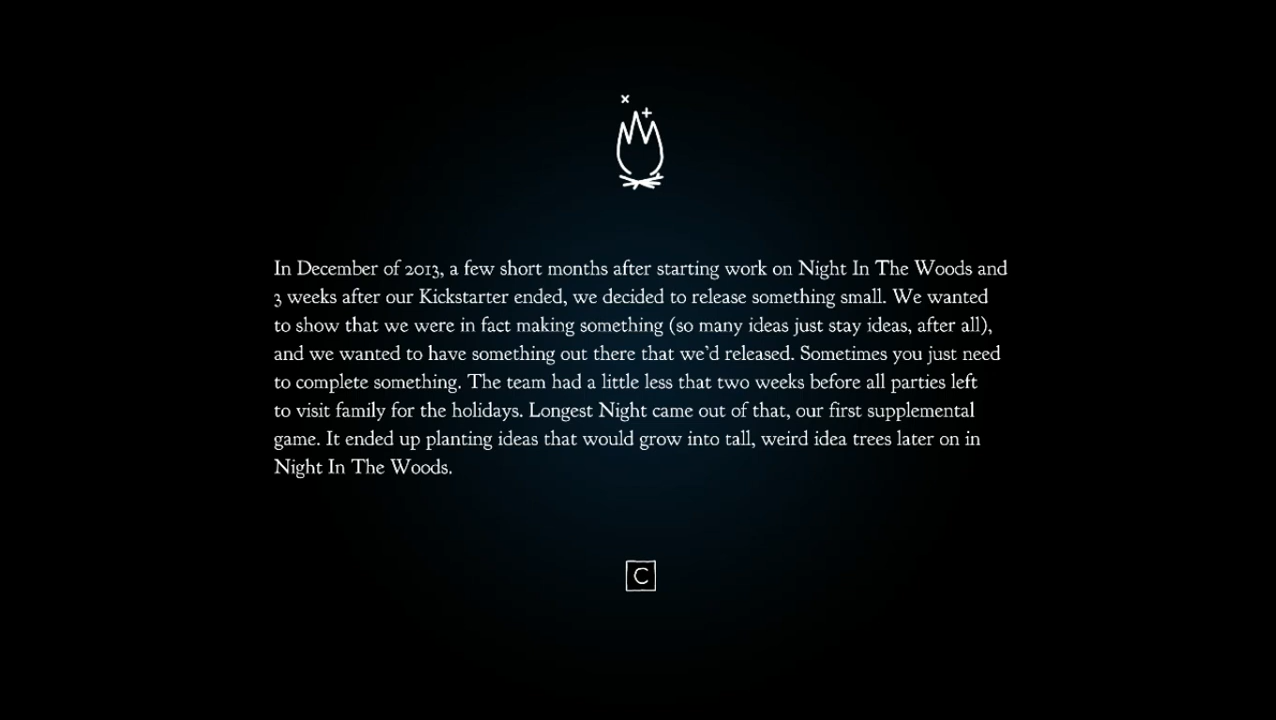 In December of 2013, a few short months after starting work on Night In The Woods and
3 weeks after our Kickstarter ended, we decided to release something small. We wanted
to show that we were in fact making something (so many ideas just stay ideas, after all),
and we wanted to have something out there that we'd released. Sometimes you just need
to complete something. The team had a little less that two weeks before all parties left
to visit family for the holidays. Longest Night came out of that, our first supplemental
game. It ended up planting ideas that would grow into tall, weird idea trees later on in
Night In The Woods.
C